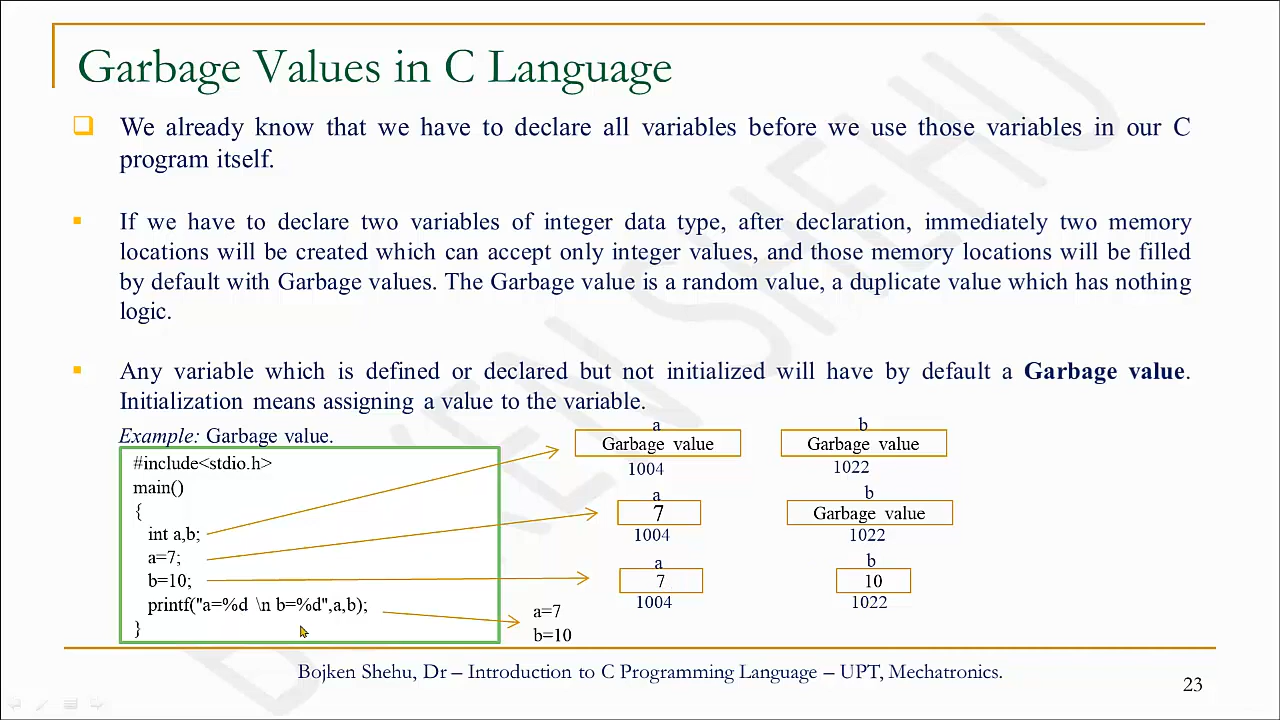 Garbage Values in C Language
We already know that we have to declare all variables before we use those variables in our C
program itself.
If we have to declare two variables of integer data type, after declaration, immediately two memory
locations will be created which can accept only integer values, and those memory locations will be filled
by default with Garbage values. The Garbage value is a random value, a duplicate value which has nothing
logic.
Any variable which is defined or declared but not initialized will have by default a Garbage value.
Initialization means assigning a value to the variable.
Example: Garbage value.
#include<stdio.h>
main()
{
int a,b;
a=7;
b=10;
printf("a=%d \n b=%d",a,b);
}
a
Garbage value
1004
b
Garbage value
1022
a
7
1004
b
Garbage value
1022
a
7
1004
b
10
1022
a=7
b=10
Bojken Shehu, Dr – Introduction to C Programming Language – UPT, Mechatronics.
23
BOJKEN SHEHU